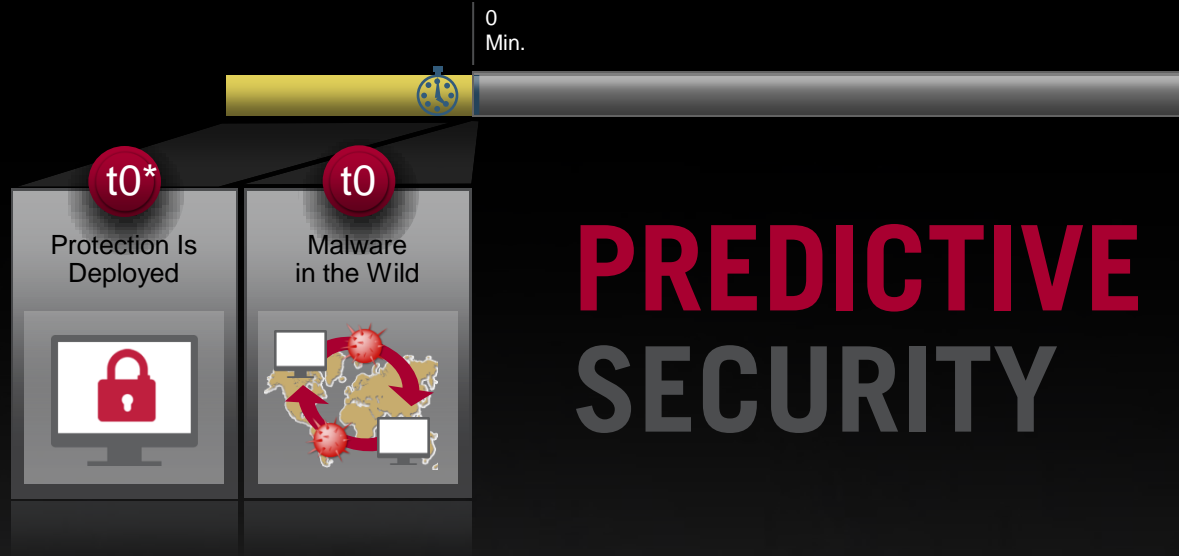 0
Min.
t0*
t0
Protection Is
Deployed
Malware
in the Wild
PREDICTIVE
SECURITY